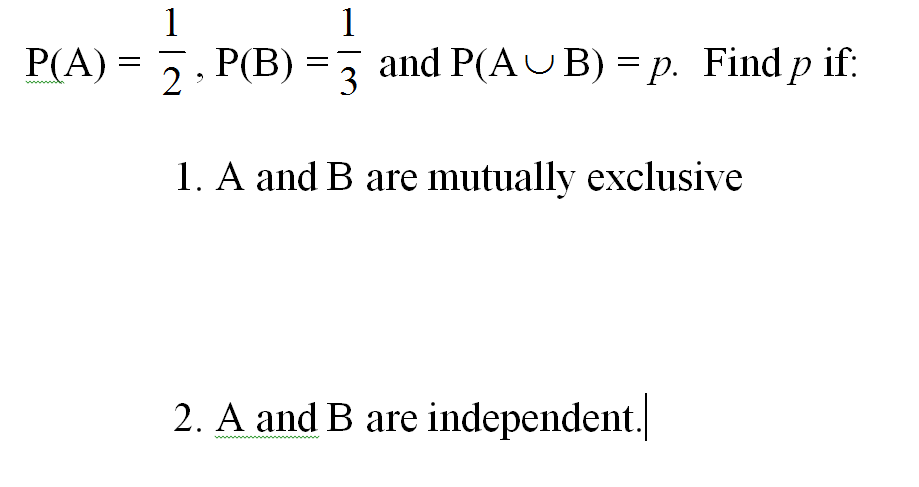 P(A) = 1/2, P(B) = 1/3 and P(A ∪ B) = p. Find p if:
1. A and B are mutually exclusive
2. A and B are independent.